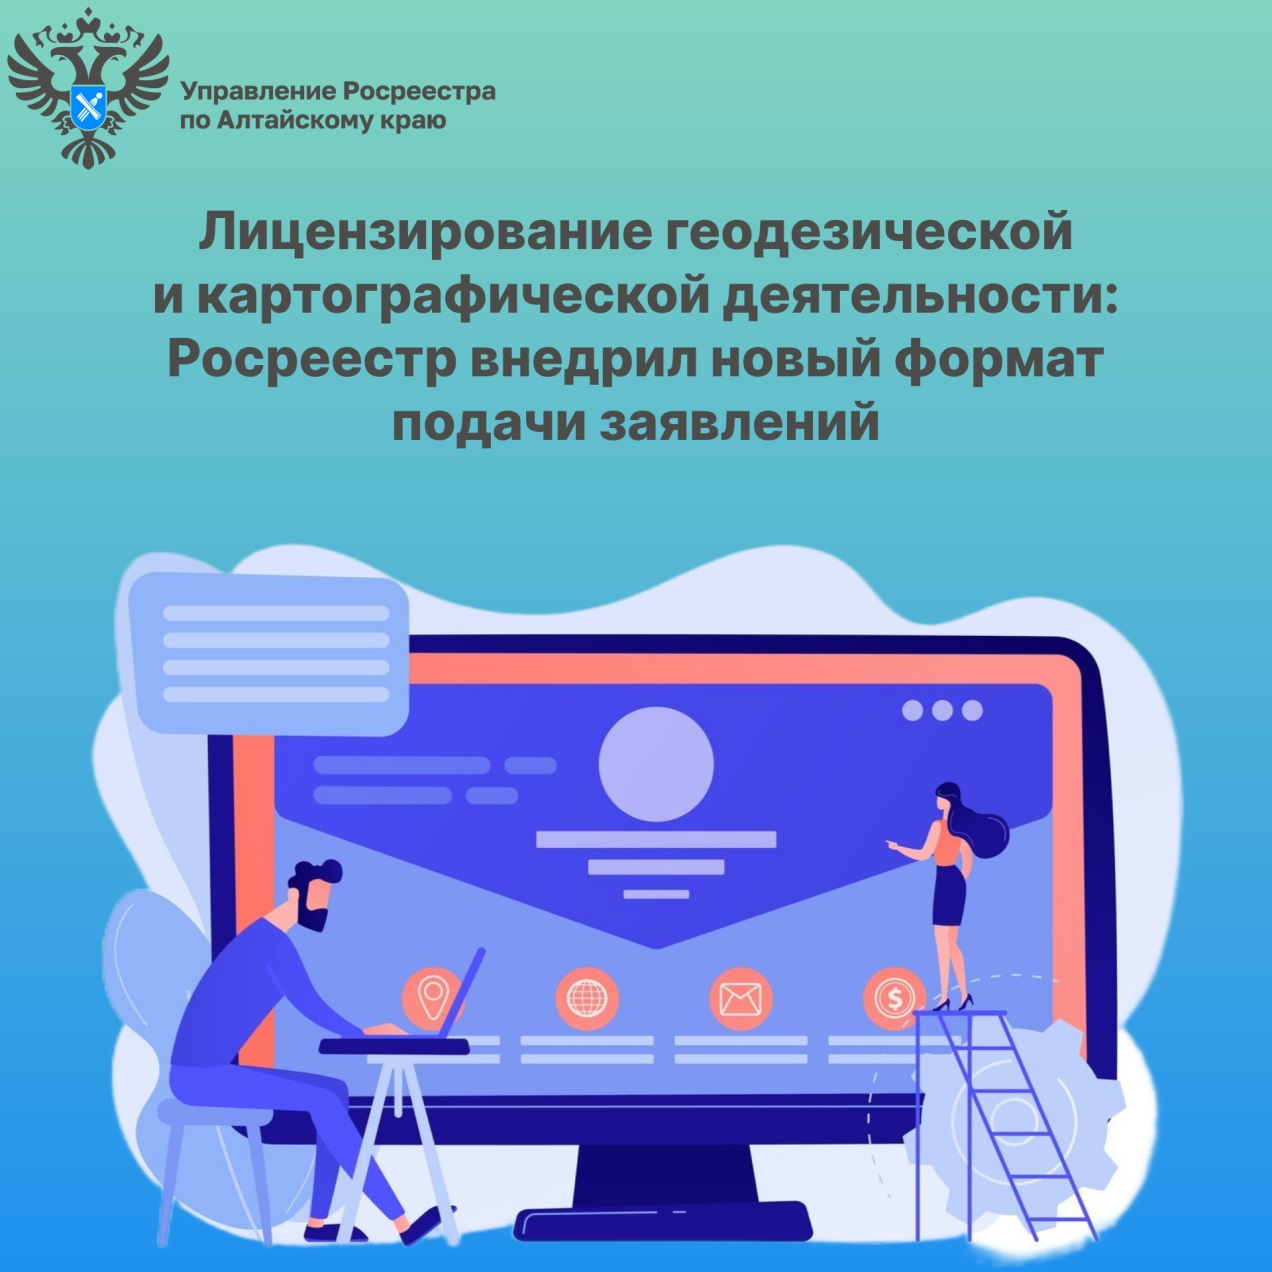 Управление Росреестра
по Алтайскому краю
Лицензирование геодезической
и картографической деятельности:
Росреестр внедрил новый формат
подачи заявлений
$